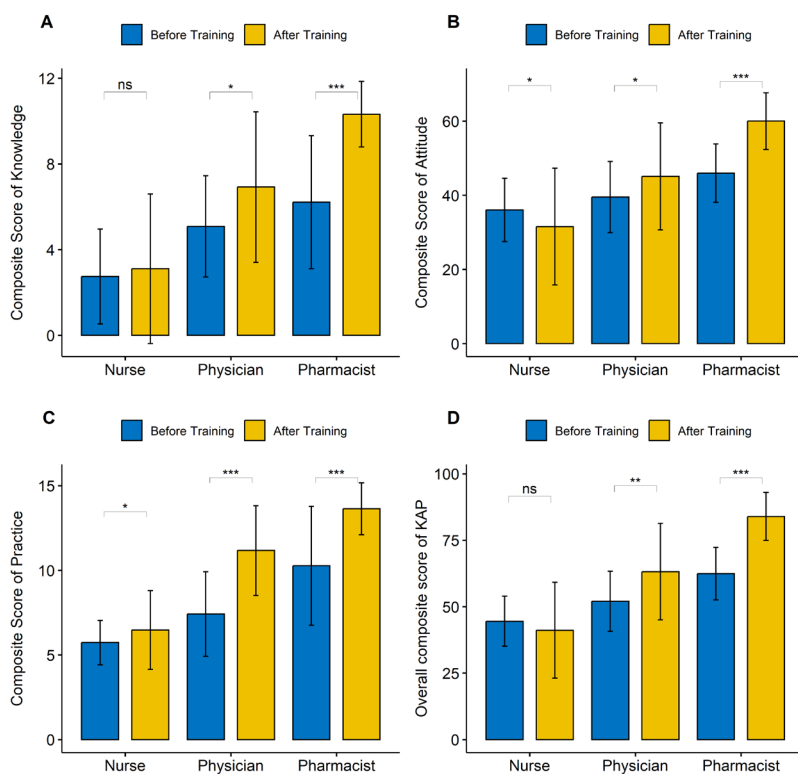 A
Before Training After Training
Composite Score of Knowledge
12
8
4
0
ns
*
***
Nurse Physician Pharmacist
B
Before Training After Training
Composite Score of Attitude
60
40
20
0
*
*
***
Nurse Physician Pharmacist
C
Before Training After Training
Composite Score of Practice
15
10
5
0
*
***
***
Nurse Physician Pharmacist
D
Before Training After Training
Overall composite score of KAP
100
75
50
25
0
ns
**
***
Nurse Physician Pharmacist